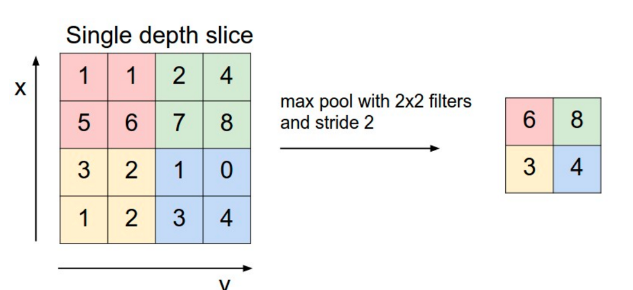 Single depth slice
x
1 1 2 4
5 6 7 8
3 2 1 0
1 2 3 4
y
max pool with 2x2 filters
and stride 2
6 8
3 4